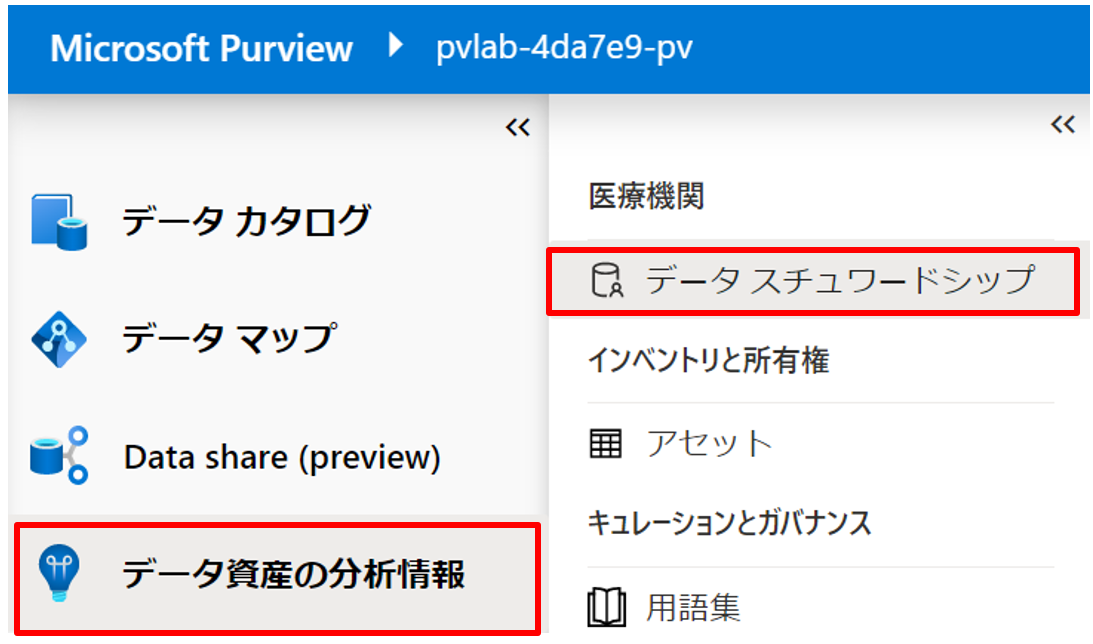 Microsoft Purview pvlab-4da7e9-pv
データ カタログ
データ マップ
Data share (preview)
データ資産の分析情報
医療機関
データ スチュワードシップ
インベントリと所有権
アセット
キュレーションとガバナンス
用語集